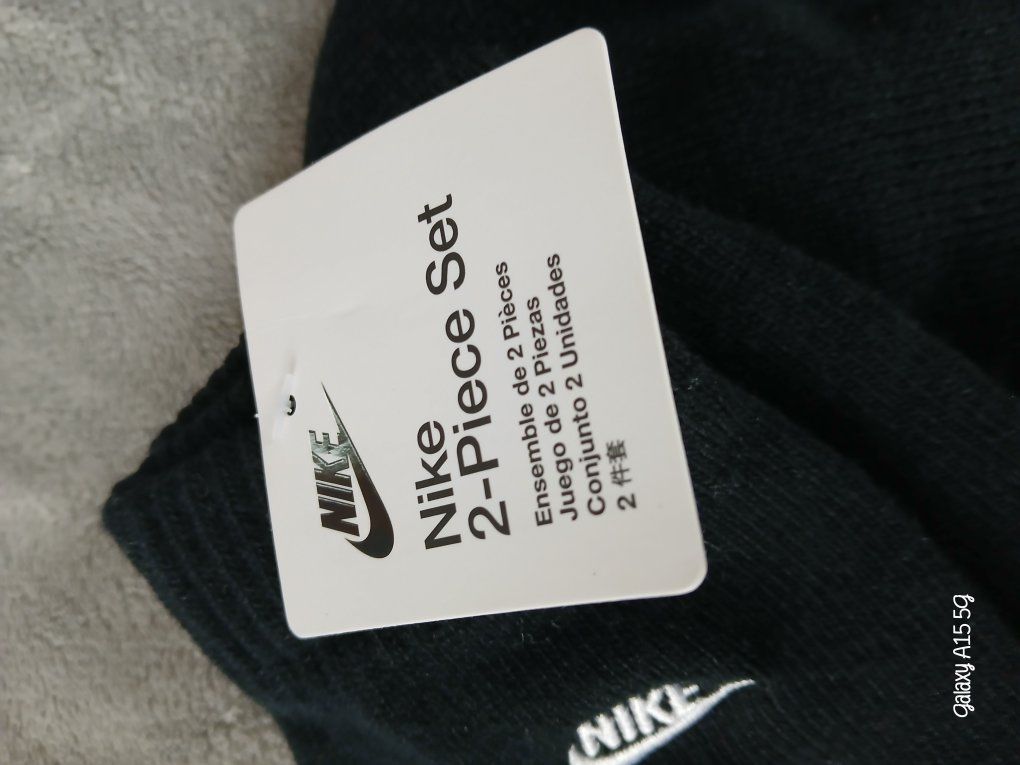 NIKE
Nike
2-Piece Set
Ensemble de 2 Pièces
Juego de 2 Piezas
Conjunto 2 Unidades
2 件套
NIKE
Galaxy A15 5G